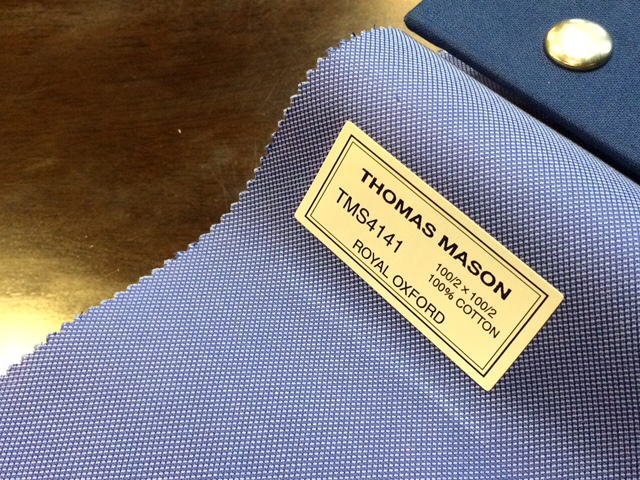 THOMAS MASON
TMS4141
100/2 × 100/2
100% COTTON
ROYAL OXFORD